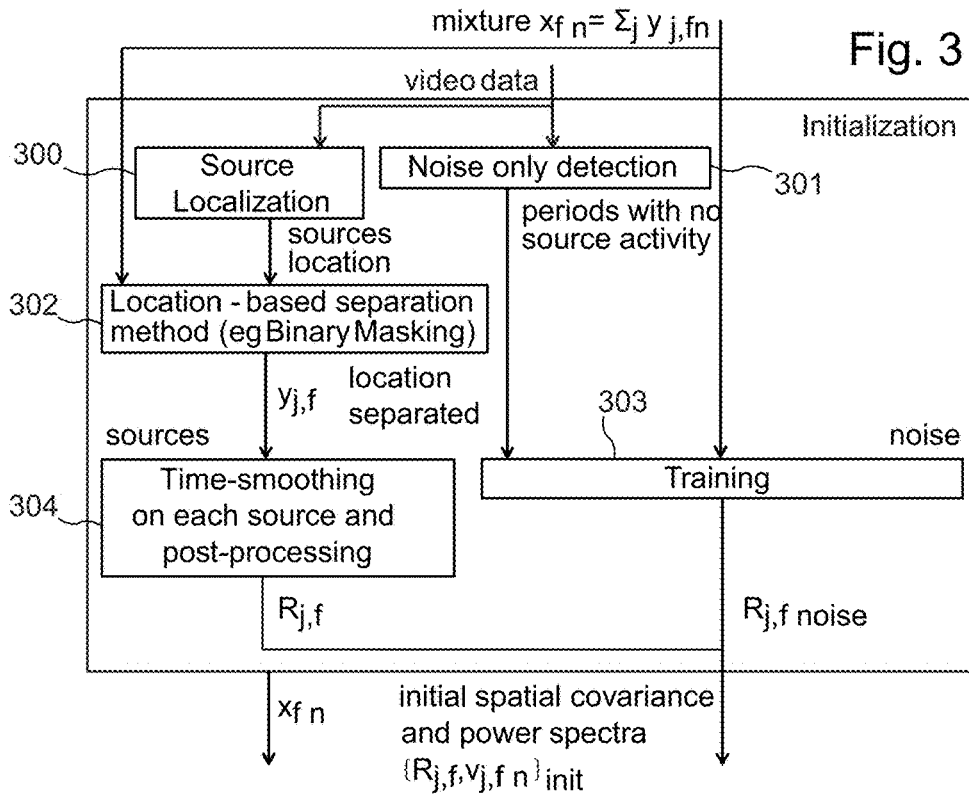 mixture xf n= Σj y j,fn
Fig. 3
video data
Initialization
300
Source
Localization
Noise only detection
301
periods with no
source activity
sources
location
302
Location - based separation
method (eg Binary Masking)
yj,f
location
separated
303
sources
noise
304
Time-smoothing
on each source and
post-processing
Training
Rj,f
Rj,f noise
xf n
initial spatial covariance
and power spectra
{Rj,f,vj,f n}init